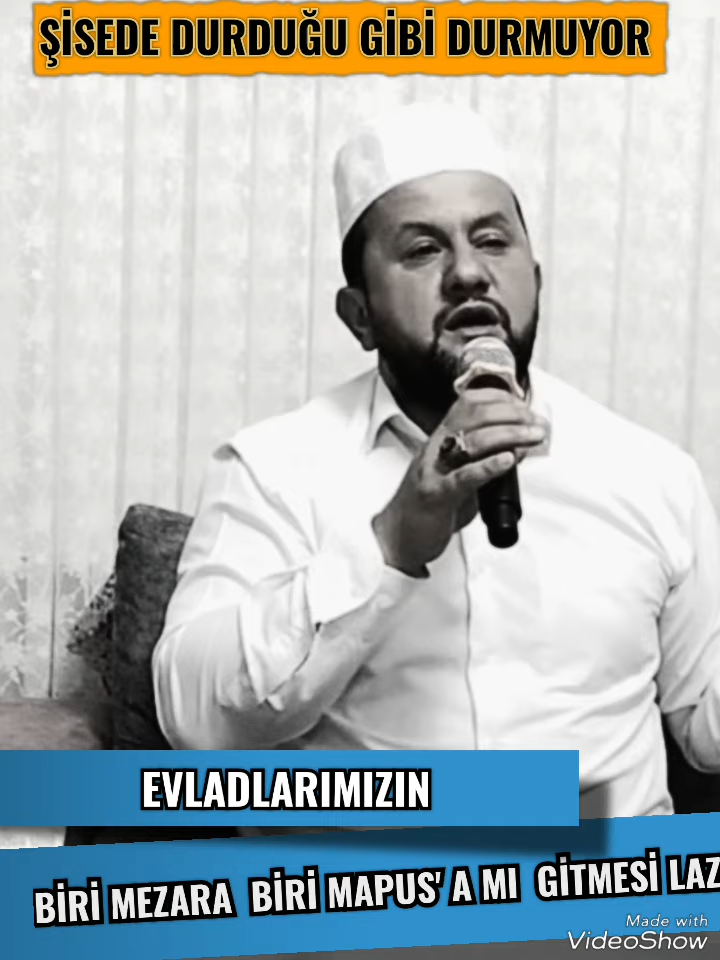 ŞİSEDE DURDUĞU GİBİ DURMUYOR
EVLADLARIMIZIN
BİRİ MEZARA BİRİ MAPUS' A MI GİTMESİ LAZ
Made with
VideoShow